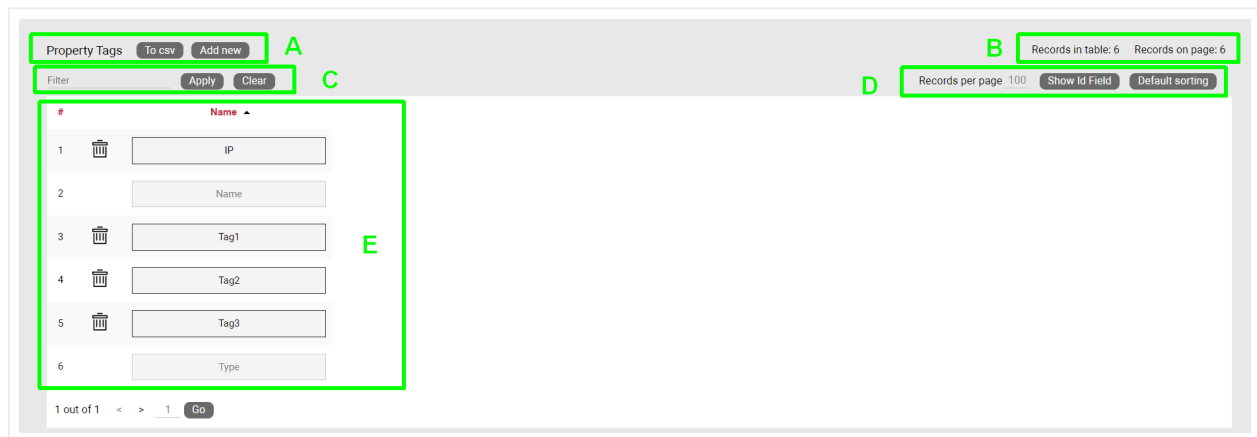 Property Tags To csv Add new A B Records in table: 6 Records on page: 6
Filter Apply Clear C D Records per page 100 Show Id Field Default sorting
# Name
1 IP
2 Name
3 Tag1 E
4 Tag2
5 Tag3
6 Type
1 out of 1 < > 1 Go